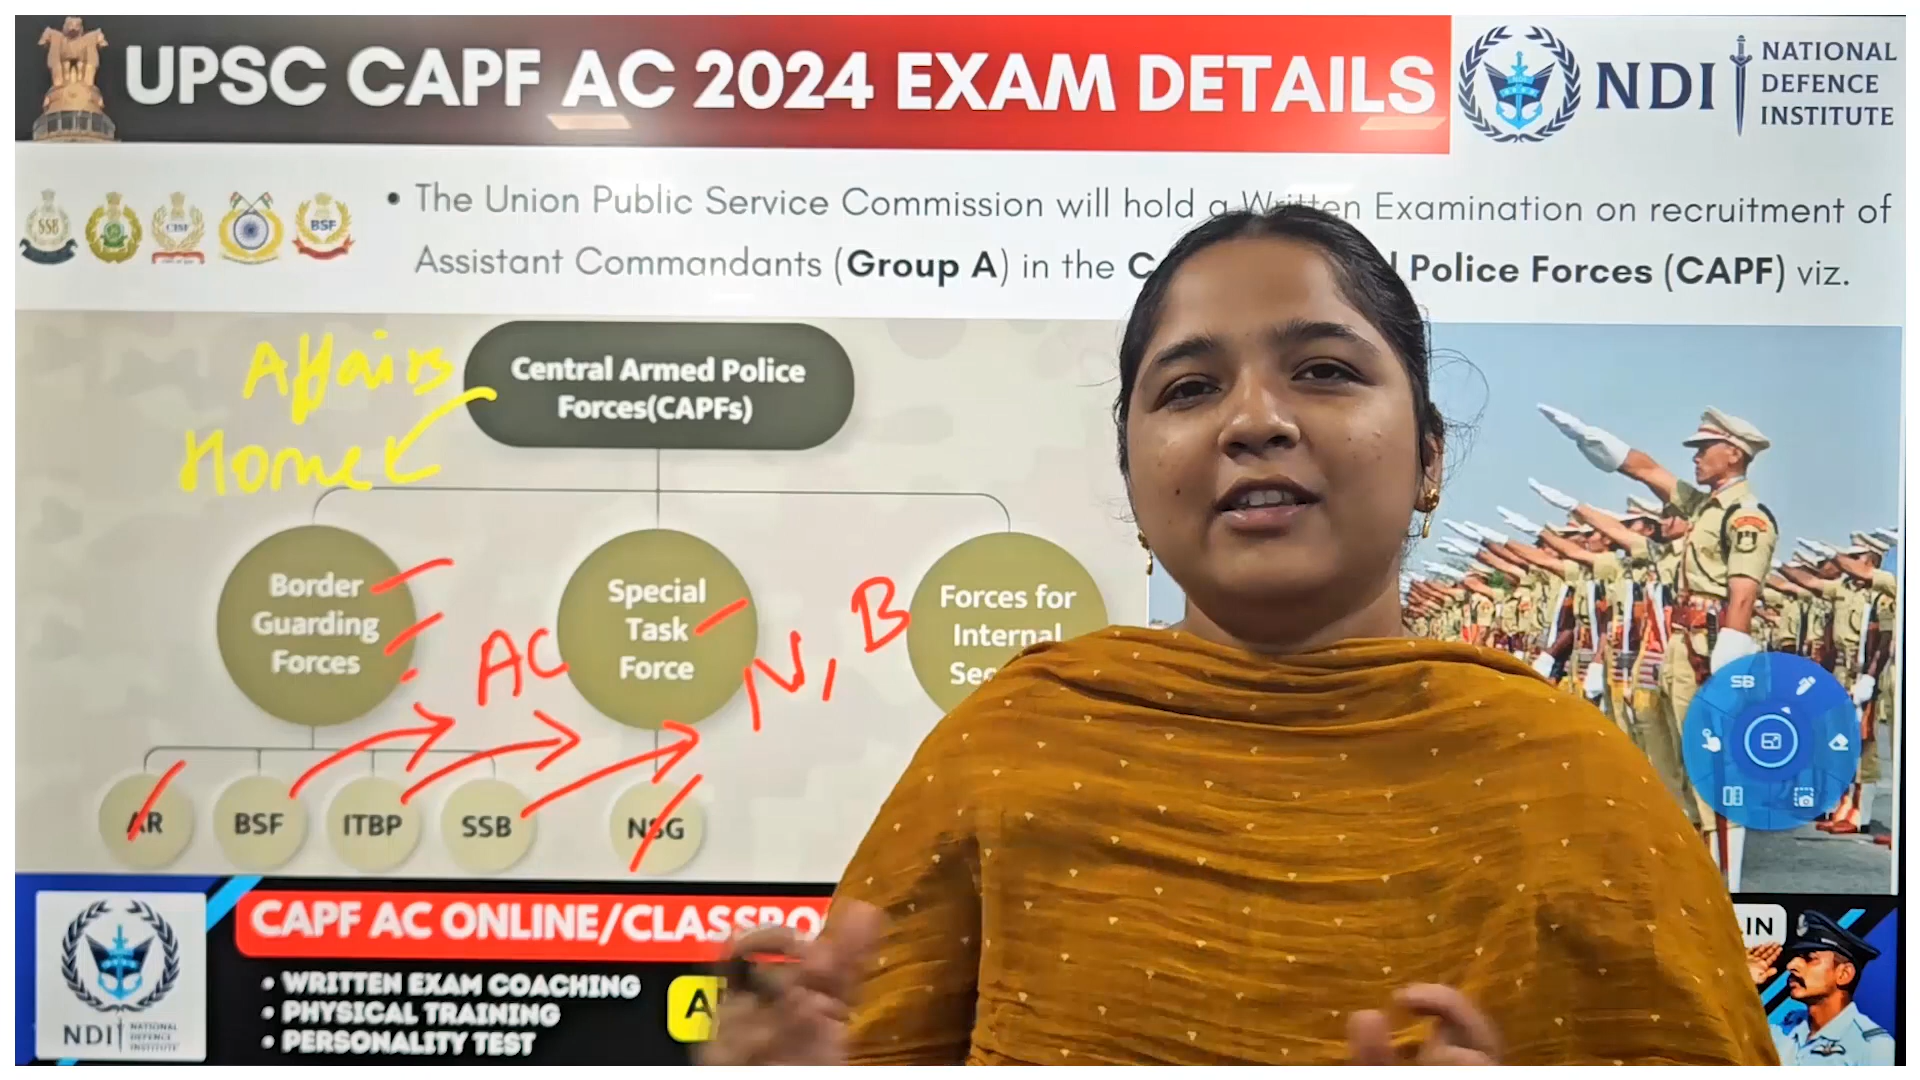 UPSC CAPF AC 2024 EXAM DETAILS
NDI
NATIONAL
DEFENCE
INSTITUTE
SSB
CISF
BSF
• The Union Public Service Commission will hold a Written Examination on recruitment of
Assistant Commandants (Group A) in the C Police Forces (CAPF) viz.
Affairs
Home
Central Armed Police
Forces(CAPFs)
Border
Guarding
Forces
Special
Task
Force
Forces for
Internal
AC
N, B
AR
BSF
ITBP
SSB
NSG
SB
CAPF AC ONLINE/CLASSRO
• WRITTEN EXAM COACHING
• PHYSICAL TRAINING
• PERSONALITY TEST
A
.IN
NDI
NATIONAL
DEFENCE
INSTITUTE